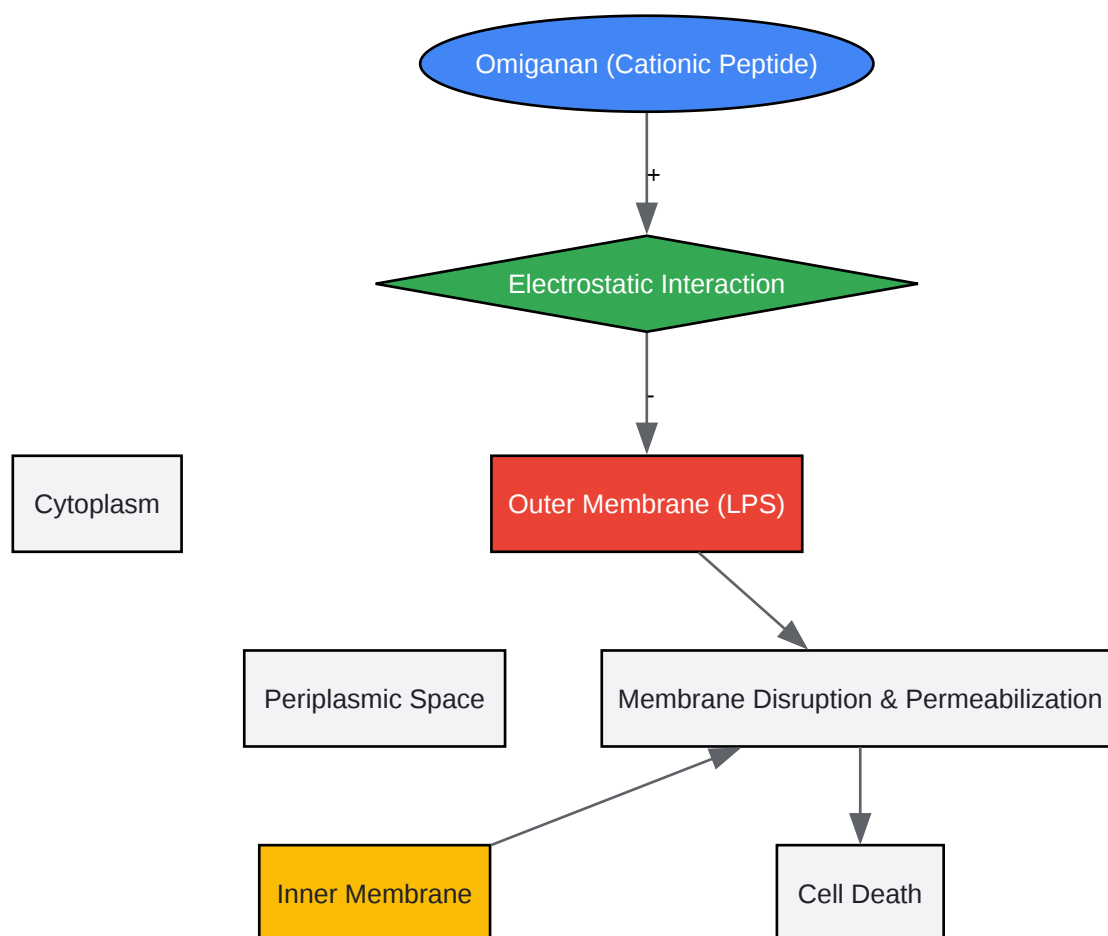 Omiganan (Cationic Peptide)
+
Electrostatic Interaction
-
Cytoplasm
Outer Membrane (LPS)
Periplasmic Space
Membrane Disruption & Permeabilization
Inner Membrane
Cell Death